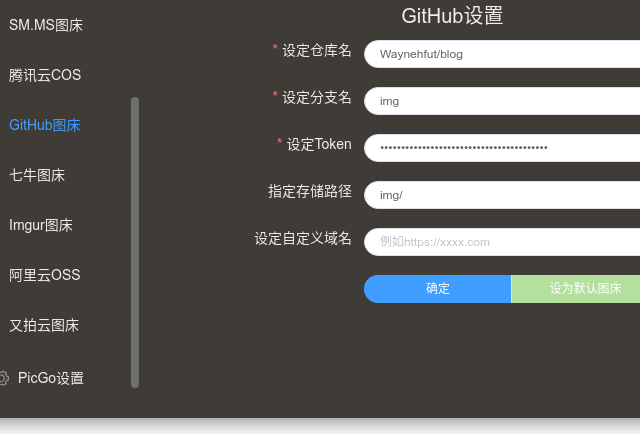 SM.MS图床
腾讯云COS
GitHub图床
七牛图床
Imgur图床
阿里云OSS
又拍云图床
PicGo设置
GitHub设置
* 设定仓库名 Waynehfut/blog
* 设定分支名 img
* 设定Token ••••••••••••••••••••••••••••••••••••••••
指定存储路径 img/
设定自定义域名 例如https://xxxx.com
确定 设为默认图床